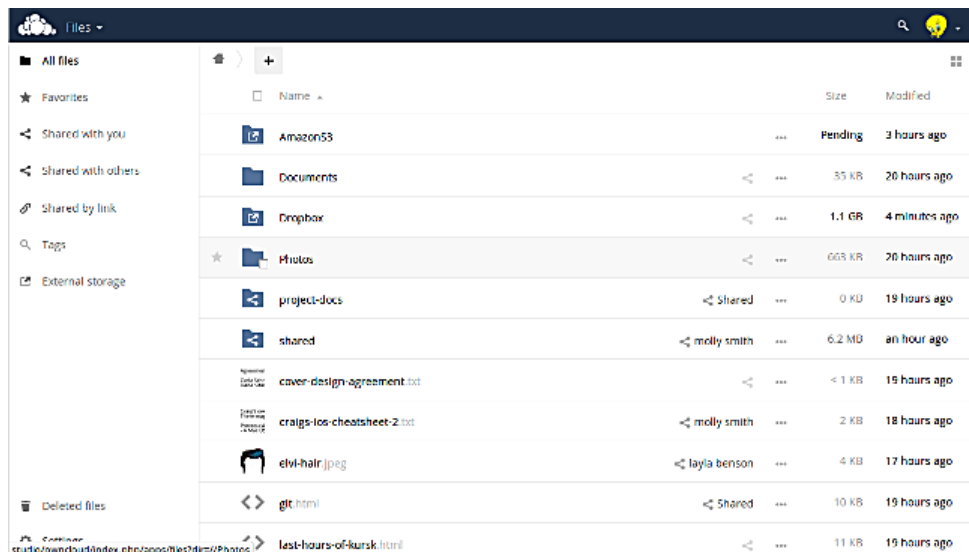 Files
All files
Favorites
Shared with you
Shared with others
Shared by link
Tags
External storage
Deleted files
Settings
studio/owncloud/index.php/apps/files?dir=//Photos
+
Name Size Modified
AmazonS3 ... Pending 3 hours ago
Documents ... 35 KB 20 hours ago
Dropbox ... 1.1 GB 4 minutes ago
Photos ... 663 KB 20 hours ago
project-docs Shared ... 0 KB 19 hours ago
shared molly smith ... 6.2 MB an hour ago
cover-design-agreement.txt ... < 1 KB 19 hours ago
craigs-ios-cheatsheet-2.txt molly smith ... 2 KB 18 hours ago
elvi-hair.jpeg layla benson ... 4 KB 17 hours ago
git.html Shared ... 10 KB 19 hours ago
last-hours-of-kursk.html ... 11 KB 19 hours ago